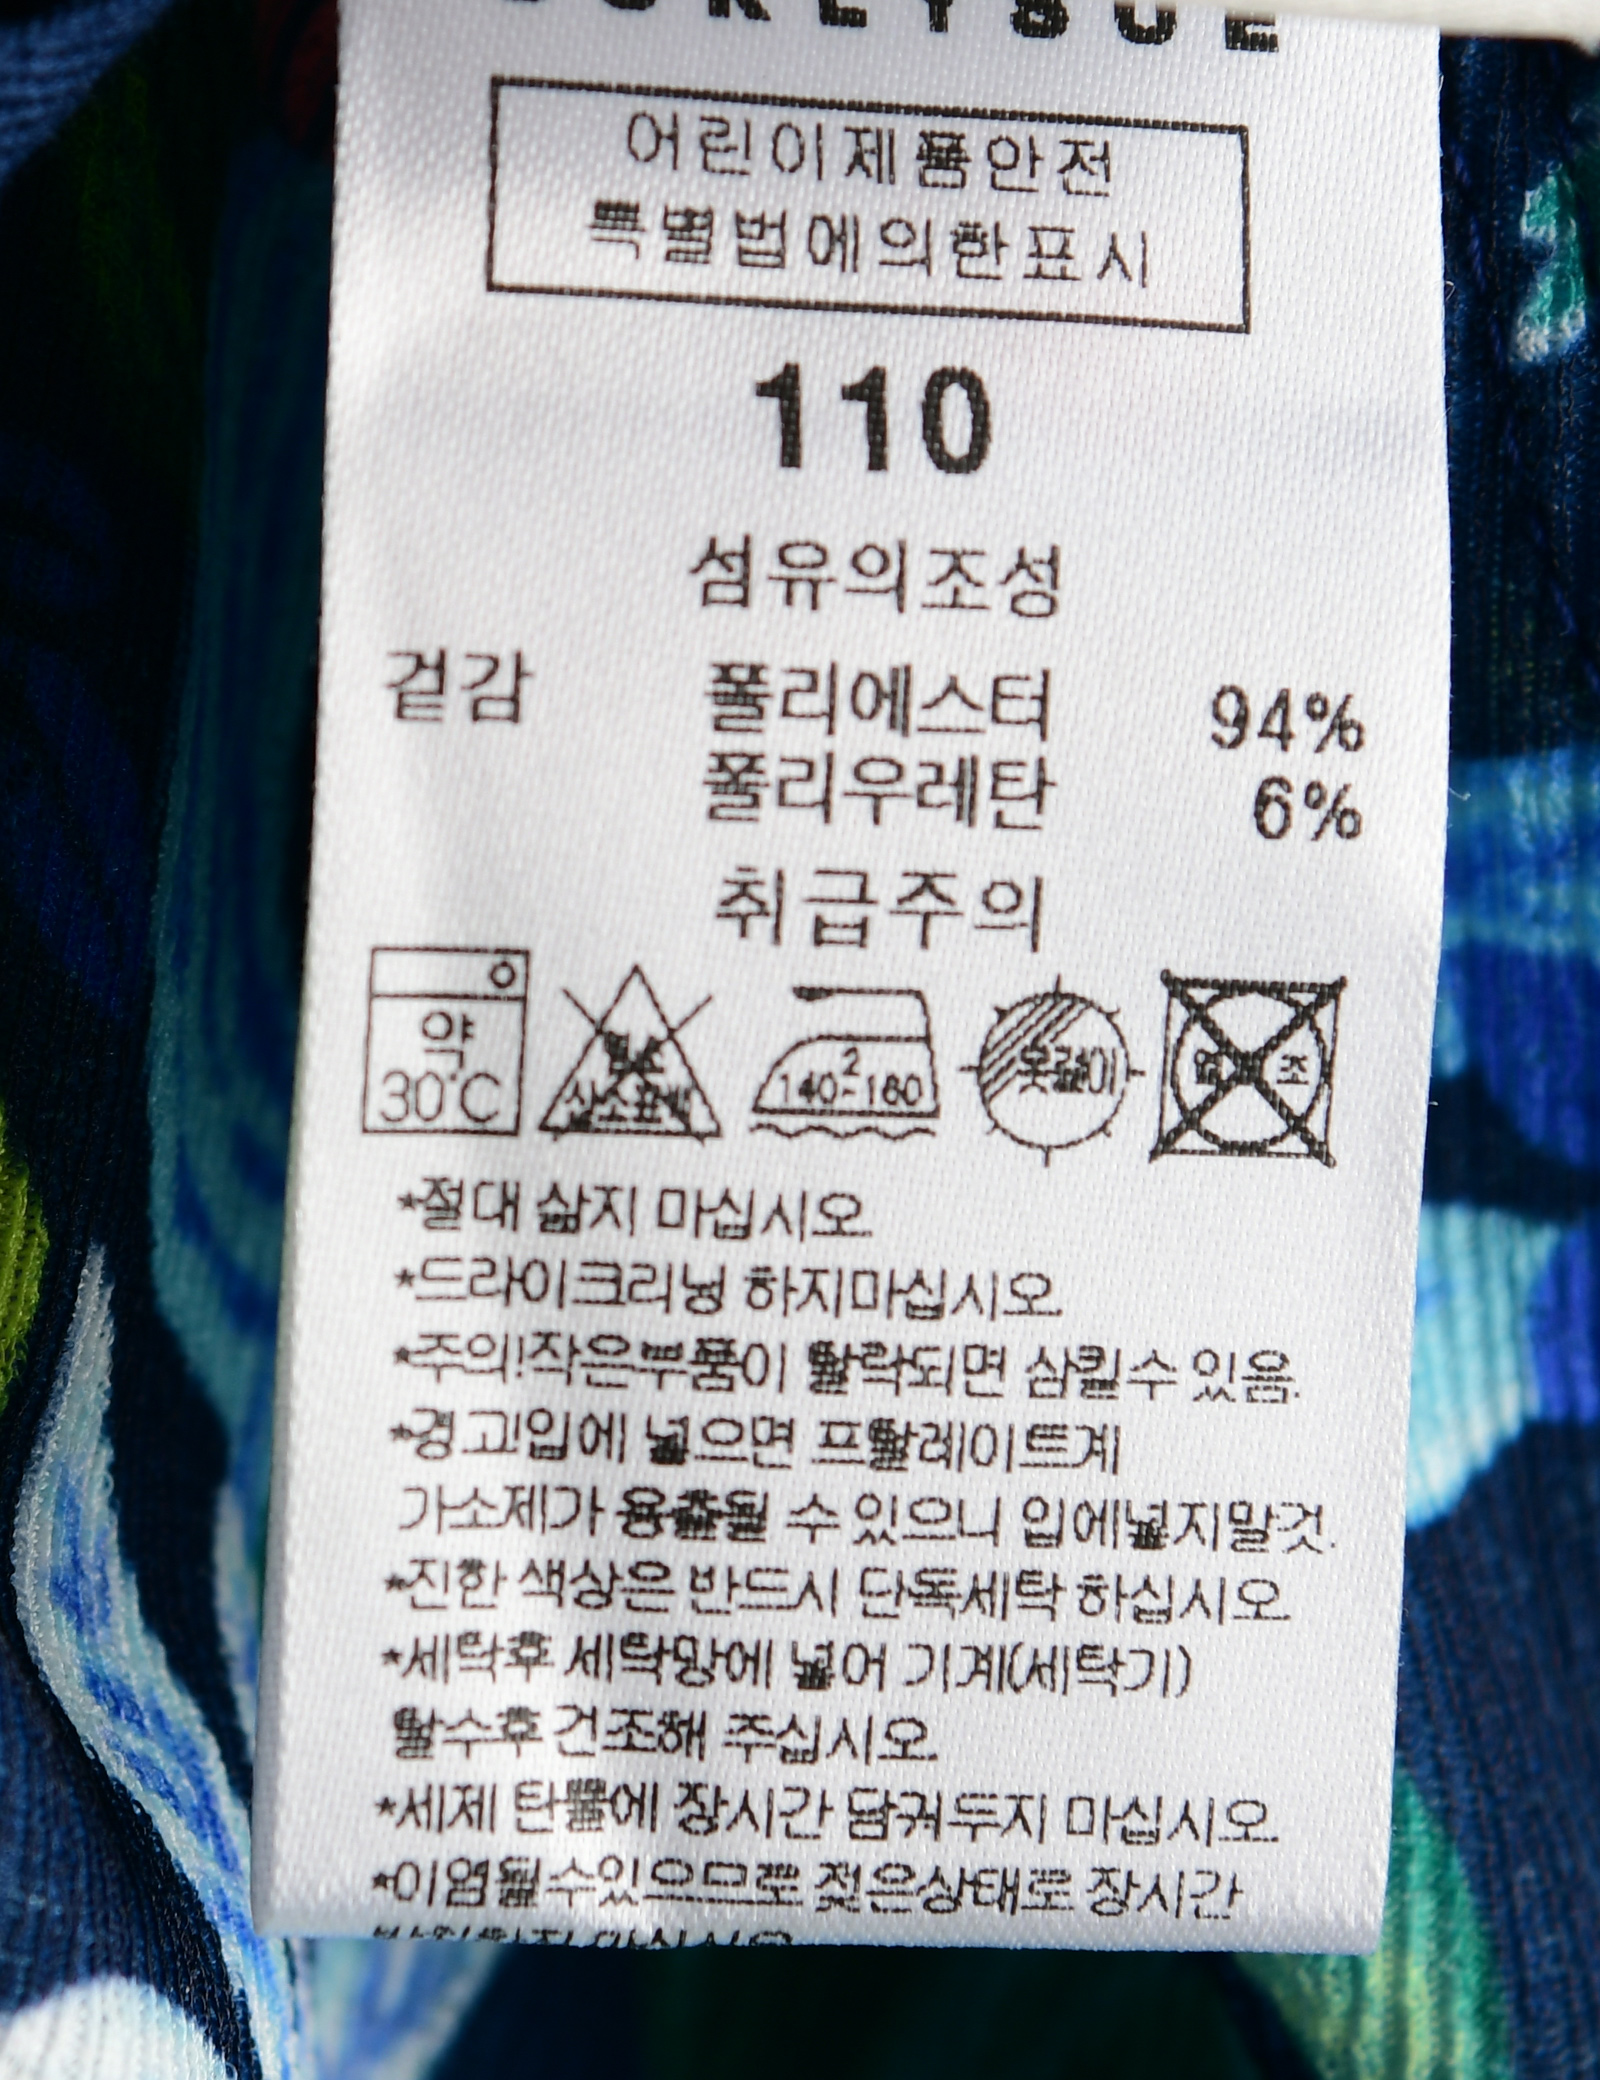 어린이제품안전
특별법에의한표시
110
섬유의조성
겉감 폴리에스터 94%
폴리우레탄 6%
취급주의
약 30℃
산소표백
2 140-160
옷걸이
조
*절대 삶지 마십시오.
*드라이크리닝 하지마십시오.
*주의!작은부품이 탈락되면 삼킬수 있음.
*경고!입에 넣으면 프탈레이트계
가소제가 용출될 수 있으니 입에넣지말것.
*진한 색상은 반드시 단독세탁 하십시오.
*세탁후 세탁망에 넣어 기계(세탁기)
탈수후 건조해 주십시오.
*세제 탄물에 장시간 담궈두지 마십시오.
*이염될수있으므로 젖은상태로 장시간